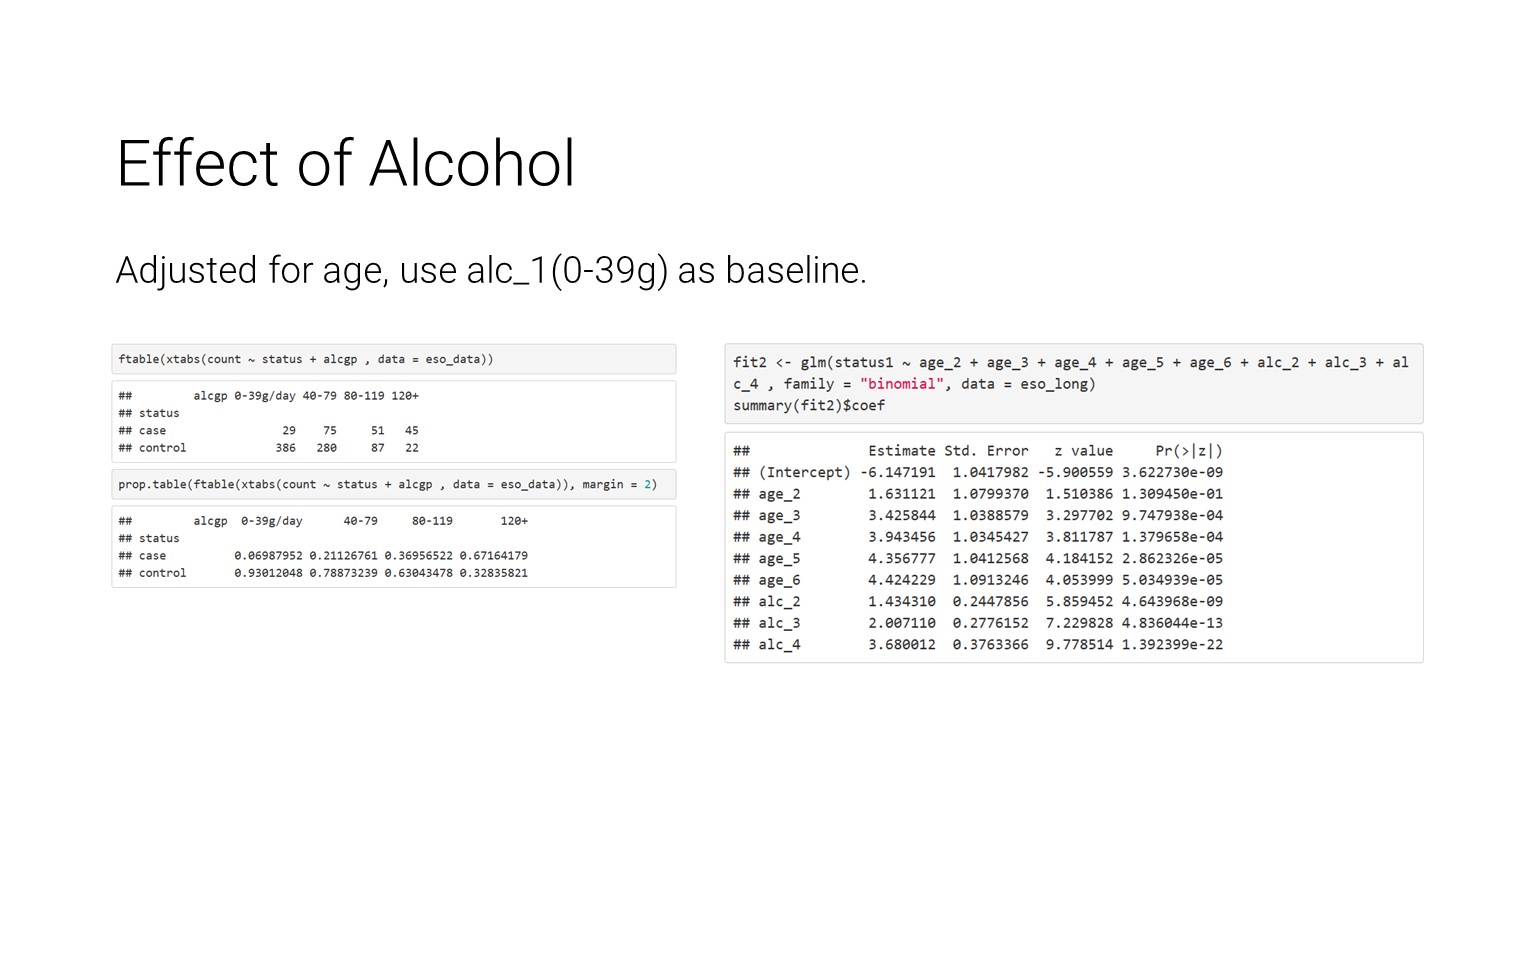 Effect of Alcohol
Adjusted for age, use alc_1(0-39g) as baseline.
ftable(xtabs(count ~ status + alcgp , data = eso_data))
##         alcgp 0-39g/day 40-79 80-119 120+
## status
## case                 29    75     51   45
## control             386   280     87   22
prop.table(ftable(xtabs(count ~ status + alcgp , data = eso_data)), margin = 2)
##         alcgp  0-39g/day      40-79     80-119       120+
## status
## case          0.06987952 0.21126761 0.36956522 0.67164179
## control       0.93012048 0.78873239 0.63043478 0.32835821
fit2 <- glm(status1 ~ age_2 + age_3 + age_4 + age_5 + age_6 + alc_2 + alc_3 + al
c_4 , family = "binomial", data = eso_long)
summary(fit2)$coef
##              Estimate Std. Error   z value     Pr(>|z|)
## (Intercept) -6.147191  1.0417982 -5.900559 3.622730e-09
## age_2        1.631121  1.0799370  1.510386 1.309450e-01
## age_3        3.425844  1.0388579  3.297702 9.747938e-04
## age_4        3.943456  1.0345427  3.811787 1.379658e-04
## age_5        4.356777  1.0412568  4.184152 2.862326e-05
## age_6        4.424229  1.0913246  4.053999 5.034939e-05
## alc_2        1.434310  0.2447856  5.859452 4.643968e-09
## alc_3        2.007110  0.2776152  7.229828 4.836044e-13
## alc_4        3.680012  0.3763366  9.778514 1.392399e-22